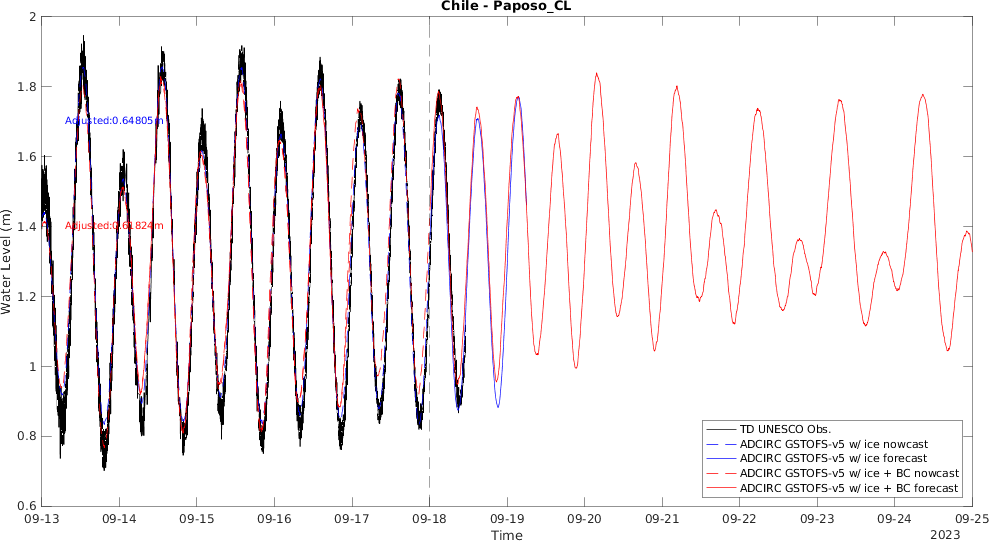 Chile - Paposo_CL
2
1.8
1.6
1.4
1.2
1
0.8
0.6
Water Level (m)
Adjusted:0.64805m
Adjusted:0.61824m
TD UNESCO Obs.
ADCIRC GSTOFS-v5 w/ ice nowcast
ADCIRC GSTOFS-v5 w/ ice forecast
ADCIRC GSTOFS-v5 w/ ice + BC nowcast
ADCIRC GSTOFS-v5 w/ ice + BC forecast
09-13 09-14 09-15 09-16 09-17 09-18 09-19 09-20 09-21 09-22 09-23 09-24 09-25
Time
2023